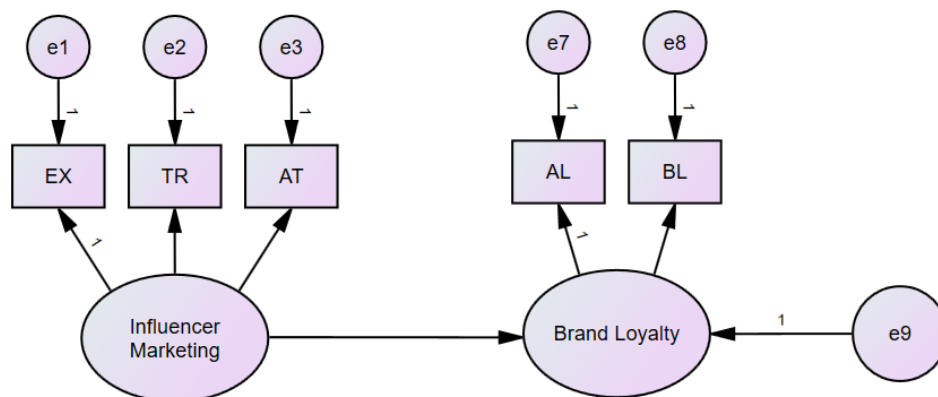 e1 e2 e3 e7 e8
1 1 1 1 1
EX TR AT AL BL
1 1
Influencer
Marketing
Brand Loyalty
1
e9